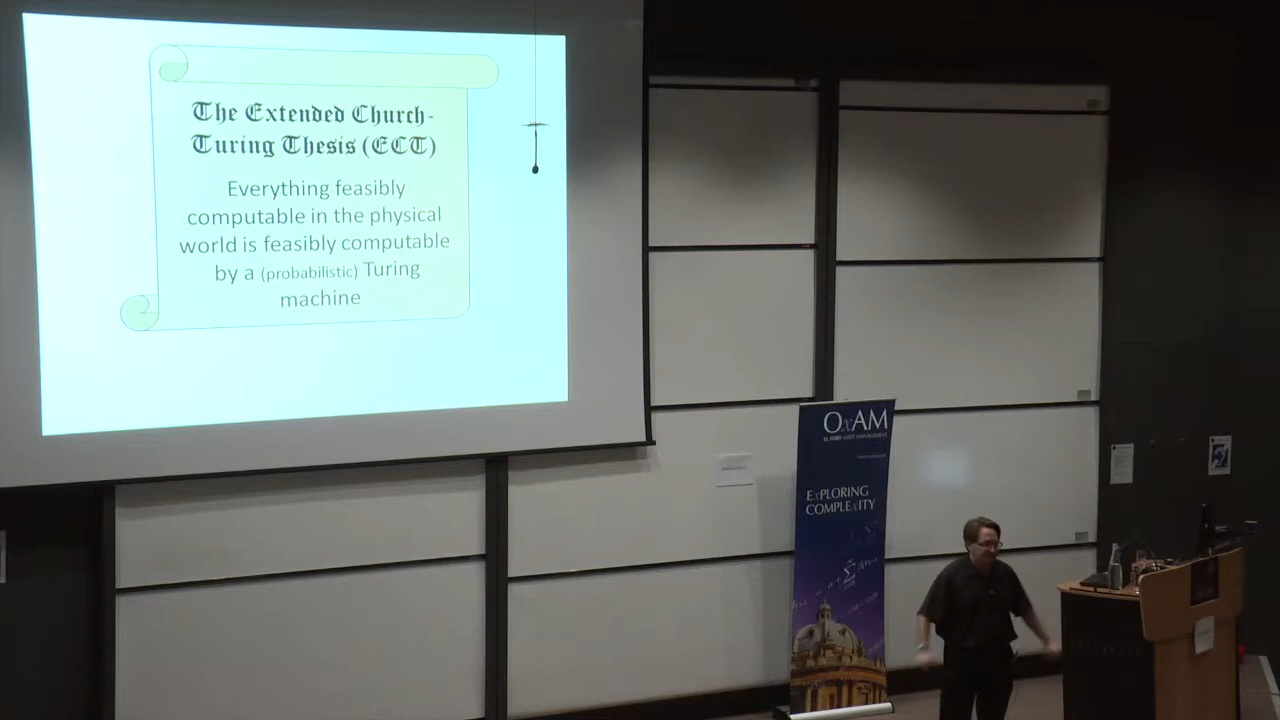 The Extended Church-
Turing Thesis (ECT)
Everything feasibly
computable in the physical
world is feasibly computable
by a (probabilistic) Turing
machine
OxAM
EXPLORING
COMPLEXITY